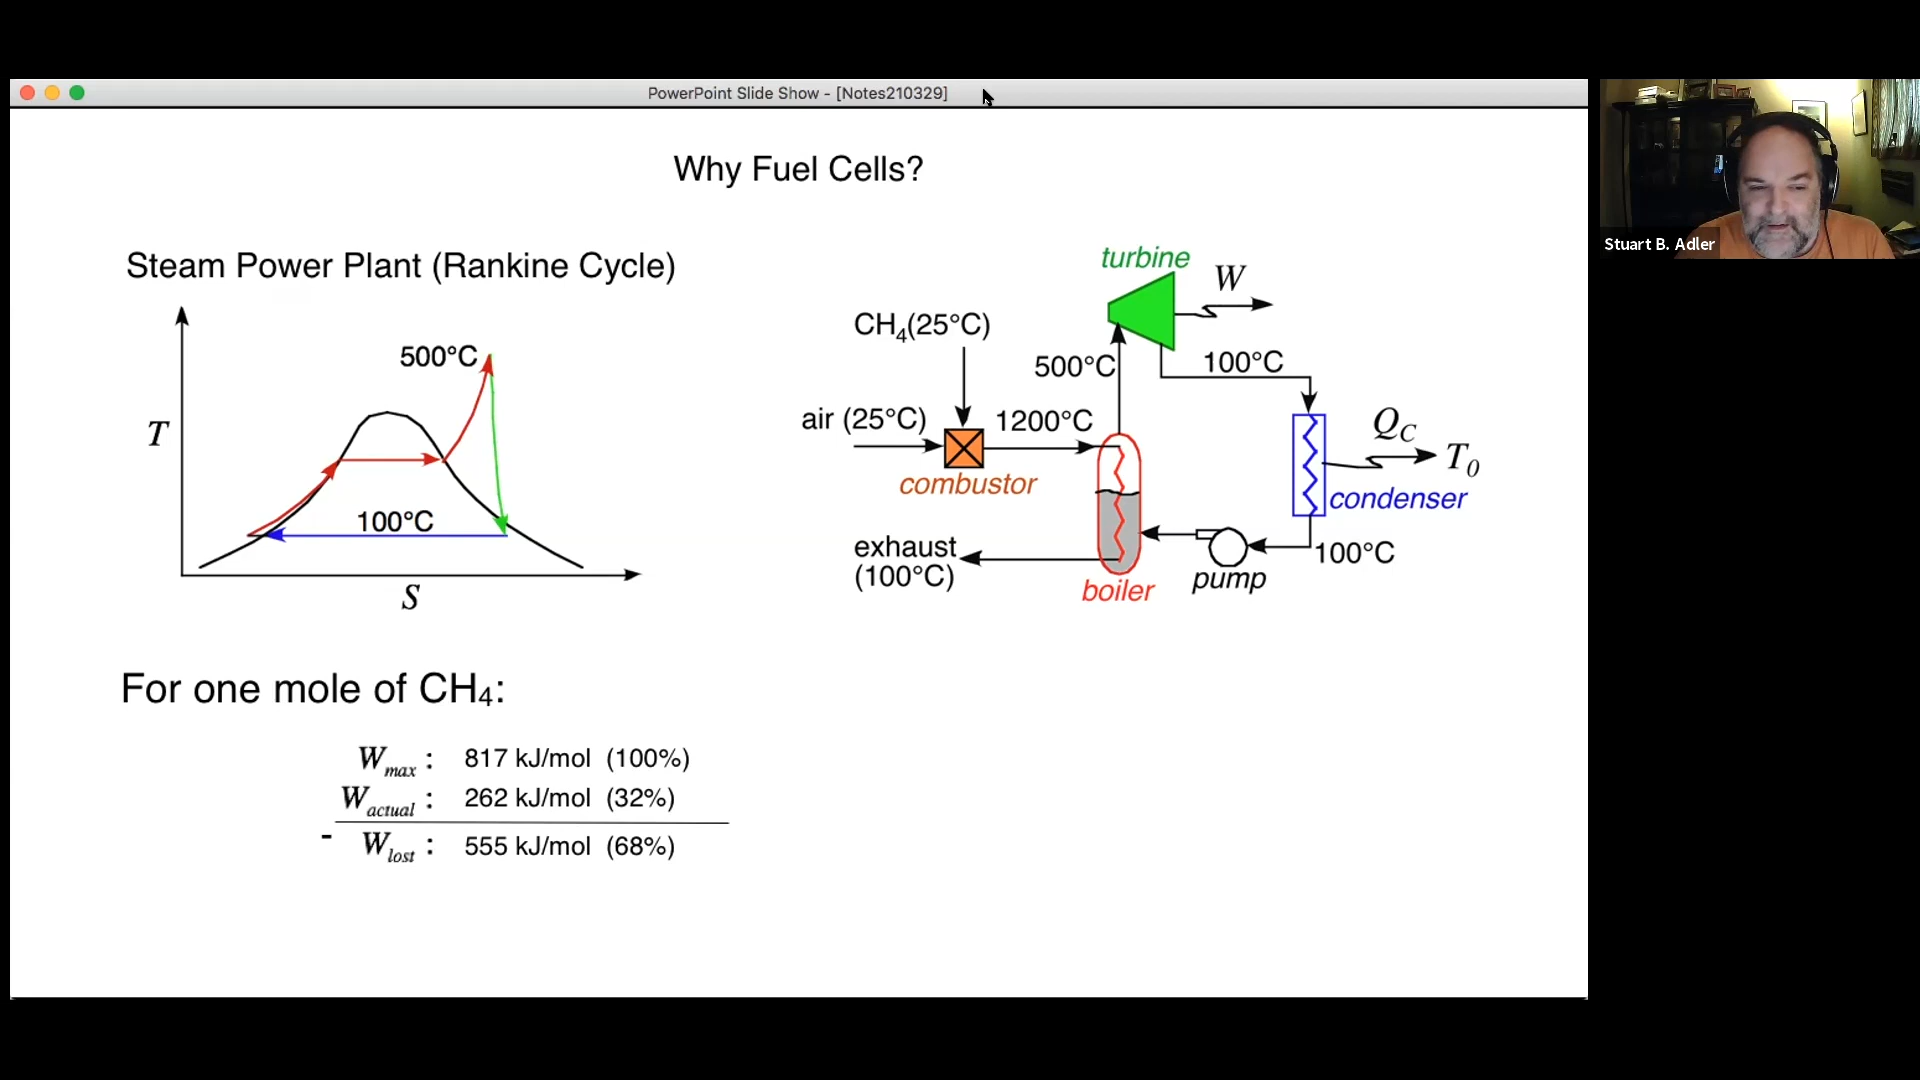 PowerPoint Slide Show - [Notes210329]
Why Fuel Cells?
Steam Power Plant (Rankine Cycle)
500°C
T
100°C
S
turbine
W
CH₄(25°C)
500°C
100°C
air (25°C)
1200°C
combustor
Q_C
T_0
condenser
exhaust
(100°C)
100°C
pump
boiler
For one mole of CH₄:
W_max : 817 kJ/mol (100%)
W_actual : 262 kJ/mol (32%)
- W_lost : 555 kJ/mol (68%)
Stuart B. Adler